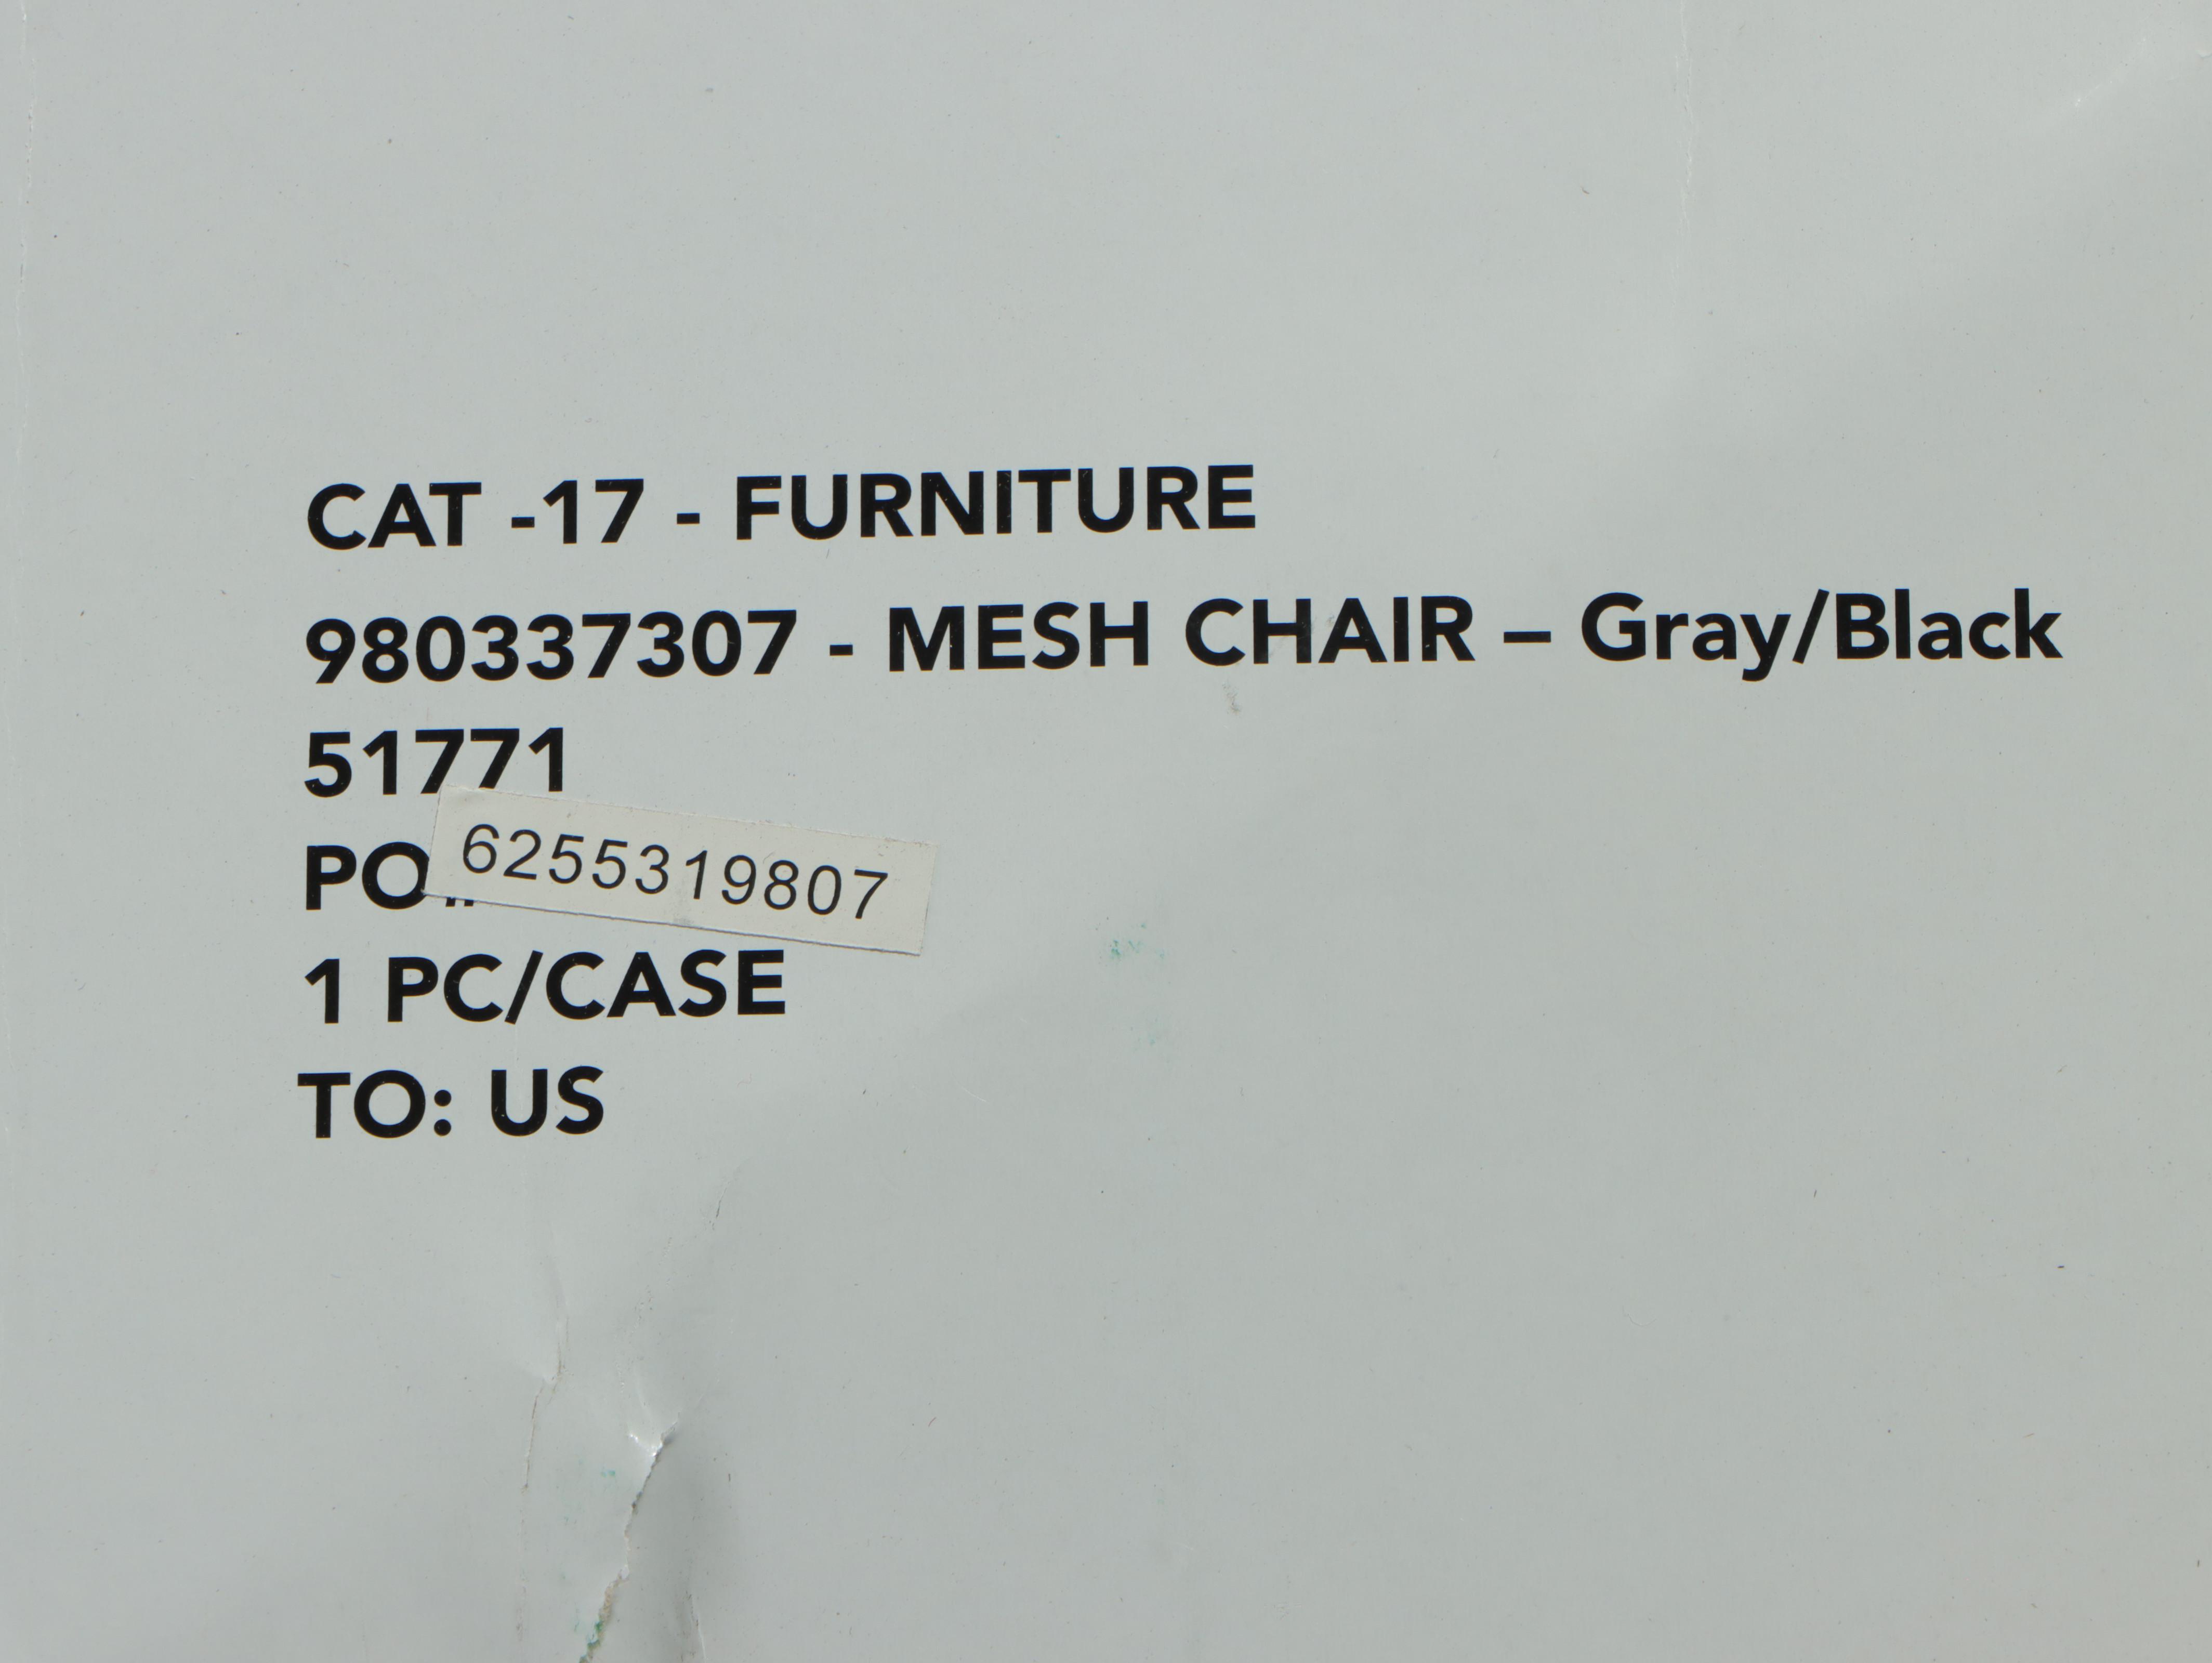 CAT -17 - FURNITURE
980337307 - MESH CHAIR – Gray/Black
51771
PO# 6255319807
1 PC/CASE
TO: US